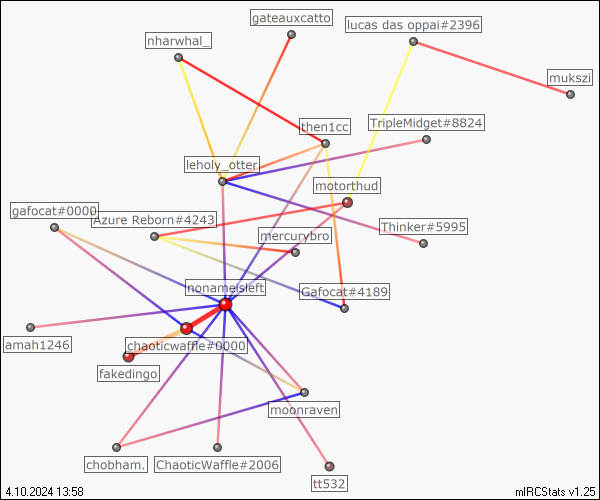 gateauxcatto
lucas das oppai#2396
nharwhal_
mukszi
TripleMidget#8824
then1cc
leholy_otter
motorthud
gafocat#0000
Azure Reborn#4243
Thinker#5995
mercurybro
nonameisleft
Gafocat#4189
amah1246
chaoticwaffle#0000
fakedingo
moonraven
chobham.
ChaoticWaffle#2006
tt532
4.10.2024 13:58
mIRCStats v1.25